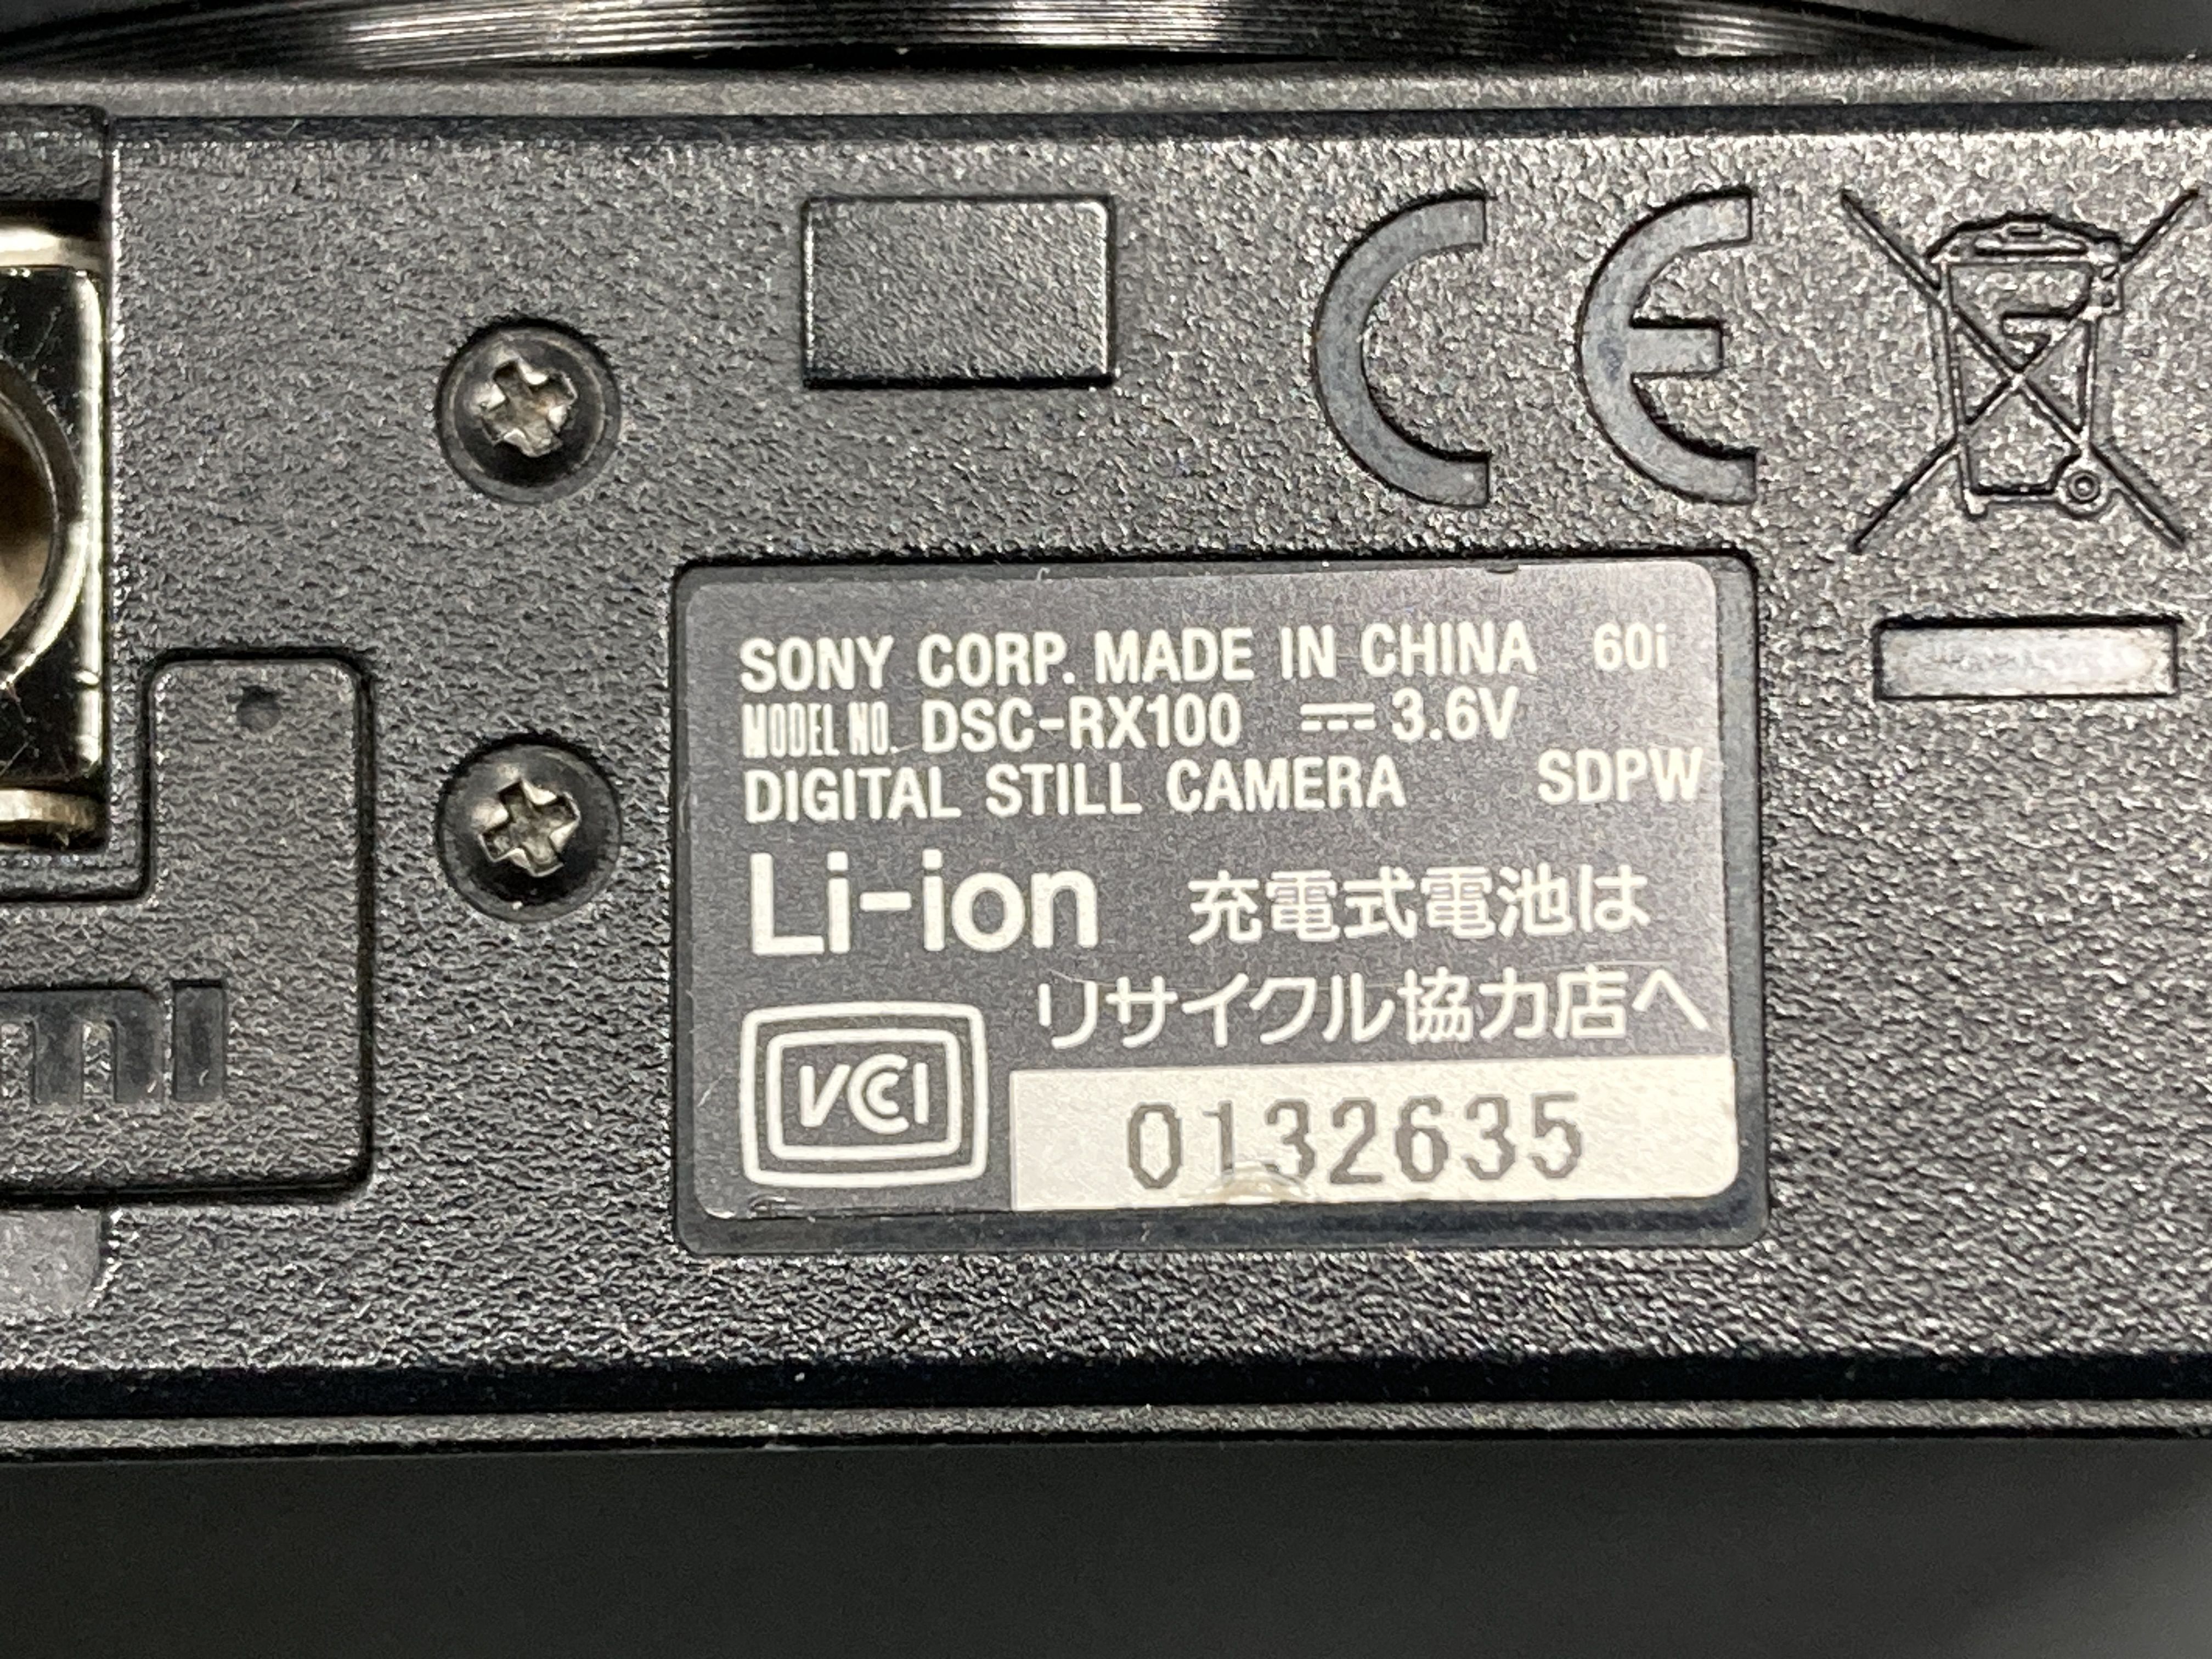 CE
SONY CORP. MADE IN CHINA 60i
MODEL NO. DSC-RX100 ⎓ 3.6V
DIGITAL STILL CAMERA SDPW
Li-ion 充電式電池は
リサイクル協力店へ
VCCI
0132635
mi